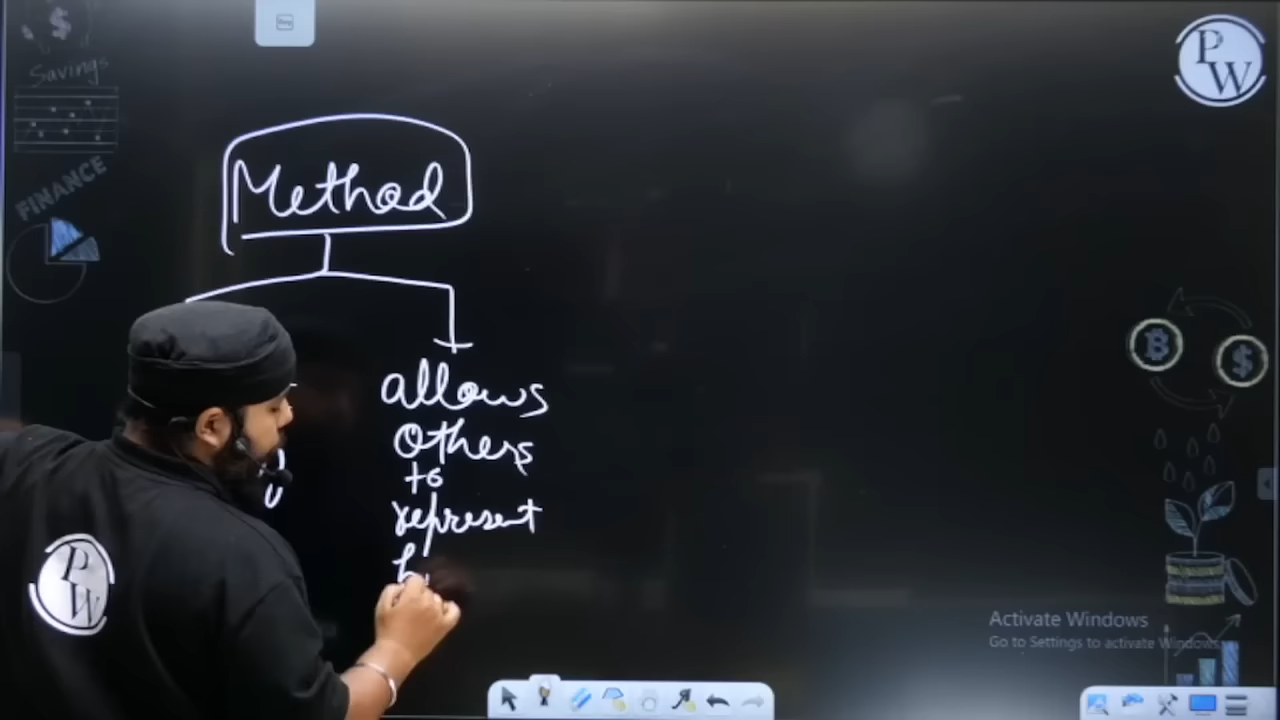 Savings
FINANCE
P
W
Method
allows
Others
to
represent
h
P
W
Activate Windows
Go to Settings to activate Windows.